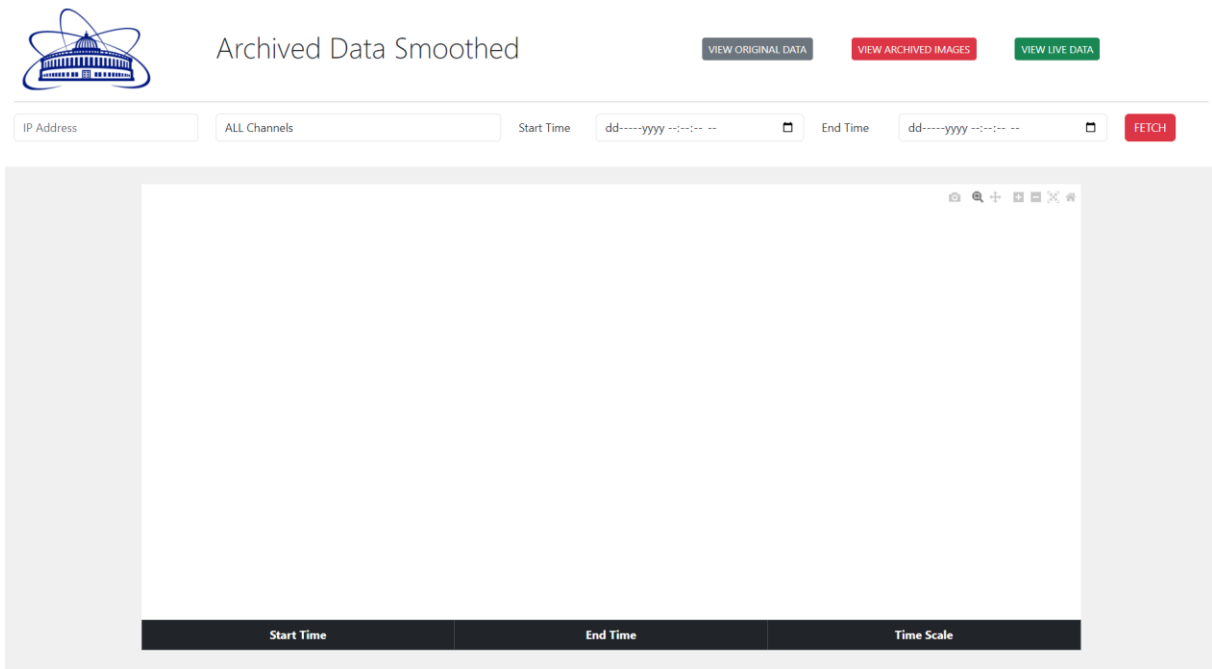 Archived Data Smoothed
VIEW ORIGINAL DATA
VIEW ARCHIVED IMAGES
VIEW LIVE DATA
IP Address
ALL Channels
Start Time
dd-----yyyy --:--:-- --
End Time
dd-----yyyy --:--:-- --
FETCH
Start Time
End Time
Time Scale